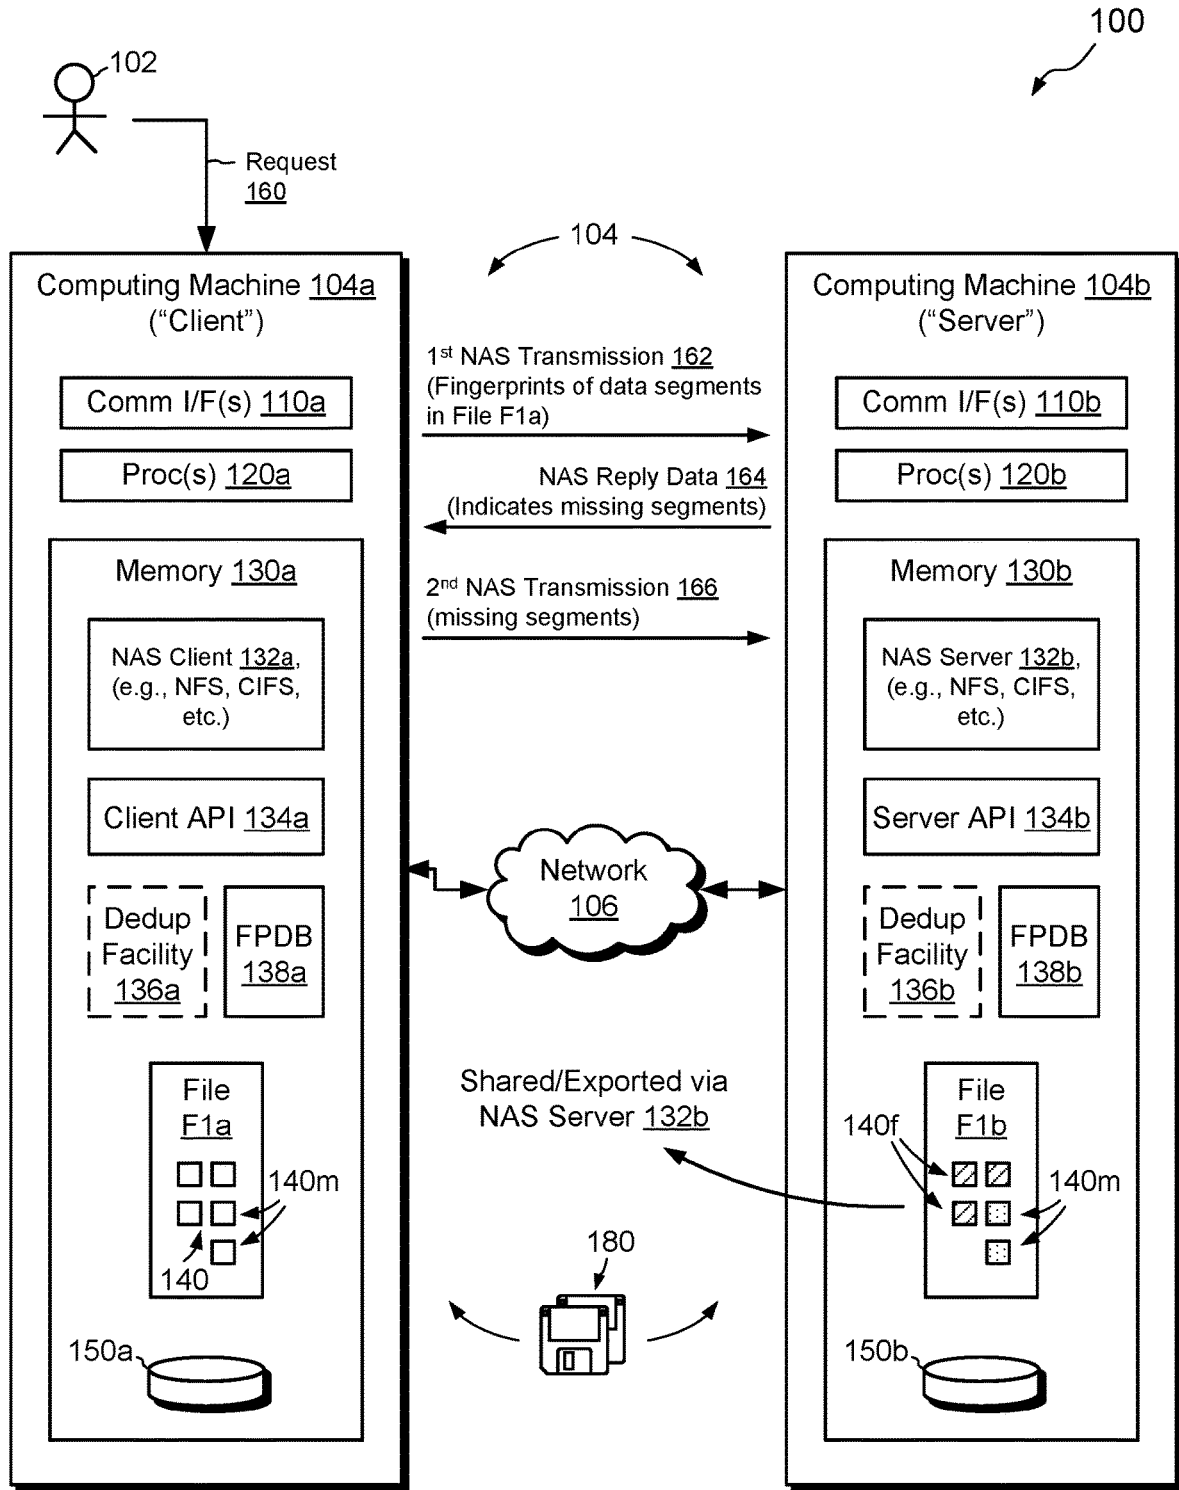 100
102
Request
160
104
Computing Machine 104a
("Client")
Comm I/F(s) 110a
Proc(s) 120a
Memory 130a
NAS Client 132a,
(e.g., NFS, CIFS,
etc.)
Client API 134a
Dedup
Facility
136a
FPDB
138a
File
F1a
140m
140
150a
1st NAS Transmission 162
(Fingerprints of data segments
in File F1a)
NAS Reply Data 164
(Indicates missing segments)
2nd NAS Transmission 166
(missing segments)
Network
106
Shared/Exported via
NAS Server 132b
180
Computing Machine 104b
("Server")
Comm I/F(s) 110b
Proc(s) 120b
Memory 130b
NAS Server 132b,
(e.g., NFS, CIFS,
etc.)
Server API 134b
Dedup
Facility
136b
FPDB
138b
File
F1b
140f
140m
150b